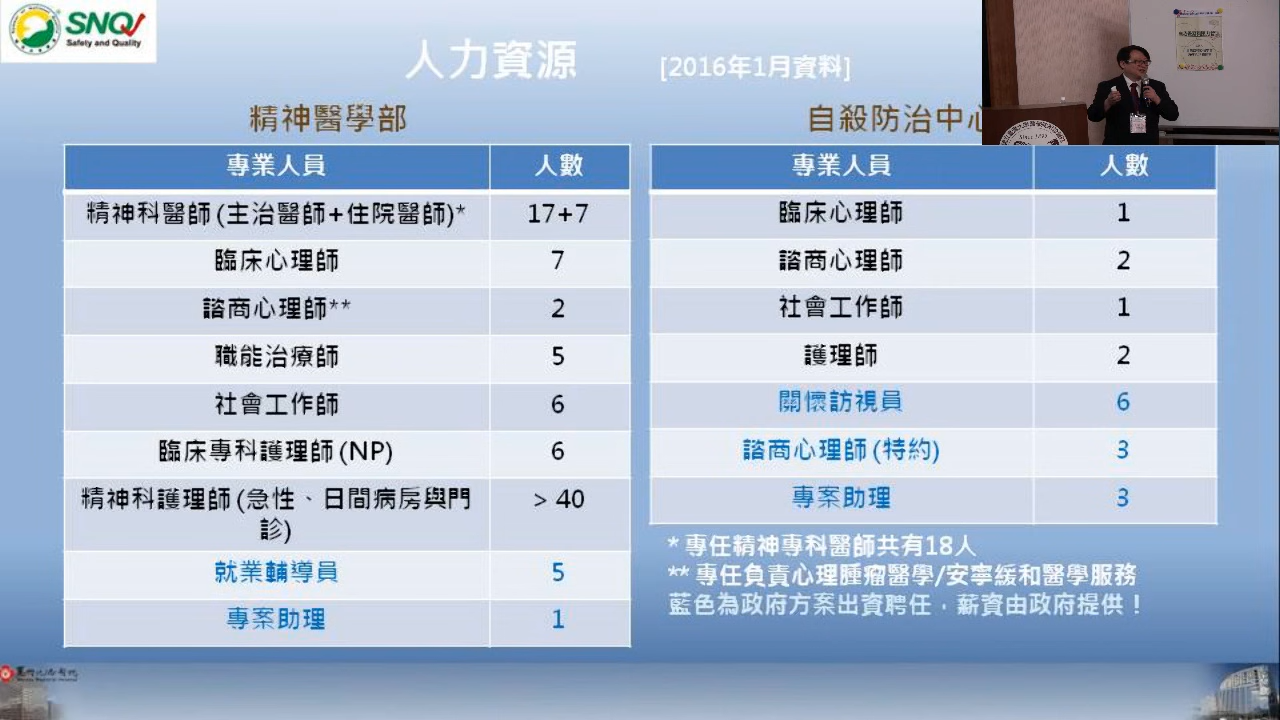 SNQ
Safety and Quality
人力資源
[2016年1月資料]
精神醫學部
專業人員 人數
精神科醫師(主治醫師+住院醫師)* 17+7
臨床心理師 7
諮商心理師** 2
職能治療師 5
社會工作師 6
臨床專科護理師(NP) 6
精神科護理師(急性、日間病房與門
診) > 40
就業輔導員 5
專案助理 1
自殺防治中心
專業人員 人數
臨床心理師 1
諮商心理師 2
社會工作師 1
護理師 2
關懷訪視員 6
諮商心理師(特約) 3
專案助理 3
* 專任精神專科醫師共有18人
** 專任負責心理腫瘤醫學/安寧緩和醫學服務
藍色為政府方案出資聘任，薪資由政府提供！